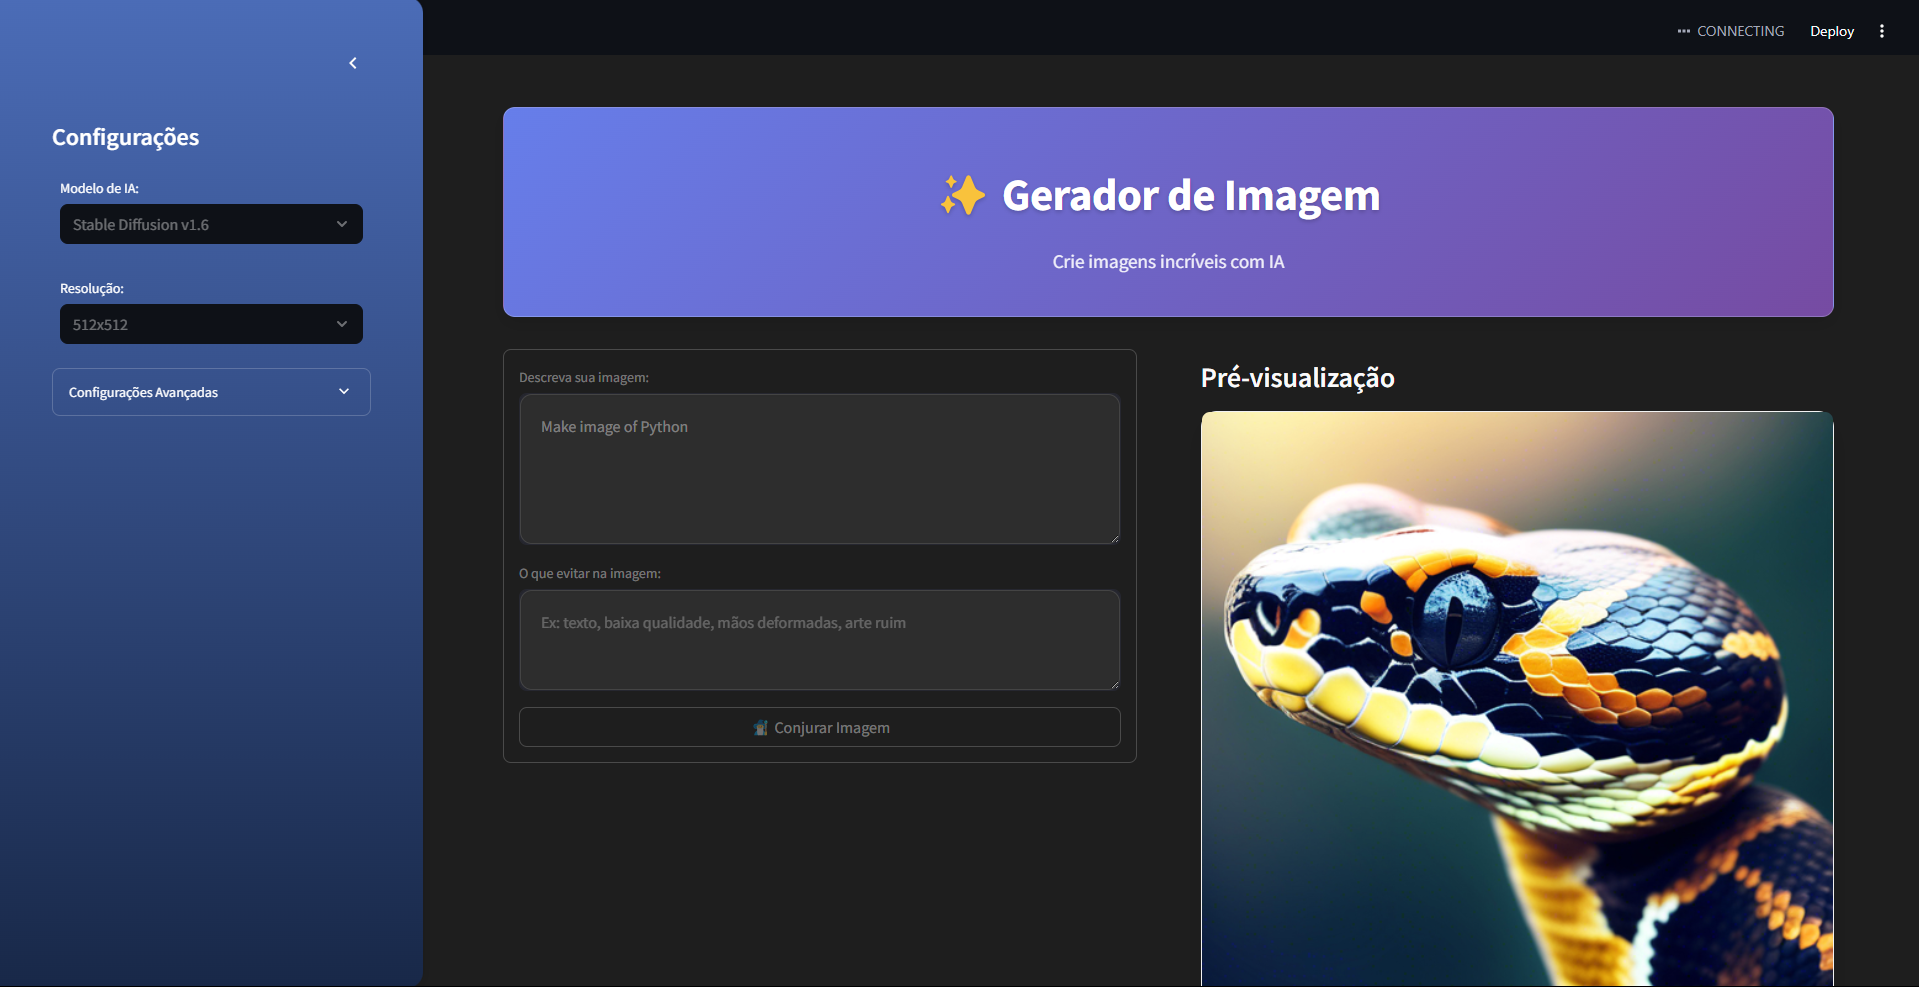 CONNECTING
Deploy
Configurações
Modelo de IA:
Stable Diffusion v1.6
Resolução:
512x512
Configurações Avançadas
✨ Gerador de Imagem
Crie imagens incríveis com IA
Descreva sua imagem:
Make image of Python
O que evitar na imagem:
Ex: texto, baixa qualidade, mãos deformadas, arte ruim
Conjurar Imagem
Pré-visualização